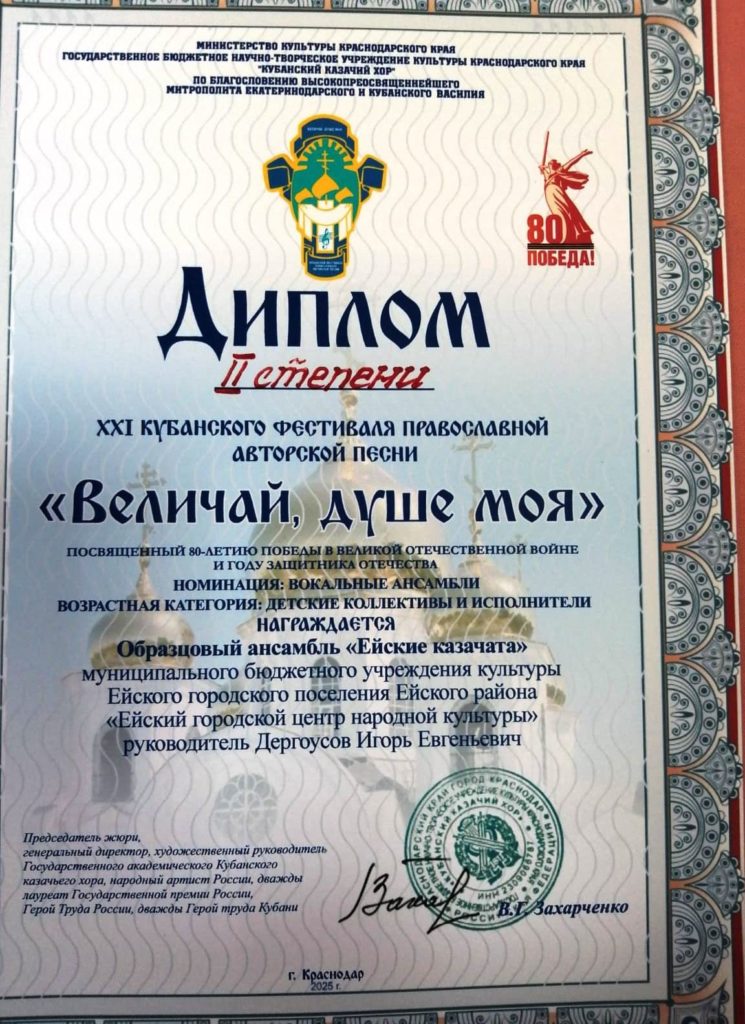 МИНИСТЕРСТВО КУЛЬТУРЫ КРАСНОДАРСКОГО КРАЯ
ГОСУДАРСТВЕННОЕ БЮДЖЕТНОЕ НАУЧНО-ТВОРЧЕСКОЕ УЧРЕЖДЕНИЕ КУЛЬТУРЫ КРАСНОДАРСКОГО КРАЯ
"КУБАНСКИЙ КАЗАЧИЙ ХОР"
ПО БЛАГОСЛОВЕНИЮ ВЫСОКОПРЕОСВЯЩЕННЕЙШЕГО
МИТРОПОЛИТА ЕКАТЕРИНОДАРСКОГО И КУБАНСКОГО ВАСИЛИЯ
80
ПОБЕДА!
ДИПЛОМ
II степени
XXI КУБАНСКОГО ФЕСТИВАЛЯ ПРАВОСЛАВНОЙ
АВТОРСКОЙ ПЕСНИ
«ВЕЛИЧАЙ, ДУШЕ МОЯ»
ПОСВЯЩЕННЫЙ 80-ЛЕТИЮ ПОБЕДЫ В ВЕЛИКОЙ ОТЕЧЕСТВЕННОЙ ВОЙНЕ
И ГОДУ ЗАЩИТНИКА ОТЕЧЕСТВА
НОМИНАЦИЯ: ВОКАЛЬНЫЕ АНСАМБЛИ
ВОЗРАСТНАЯ КАТЕГОРИЯ: ДЕТСКИЕ КОЛЛЕКТИВЫ И ИСПОЛНИТЕЛИ
НАГРАЖДАЕТСЯ
Образцовый ансамбль «Ейские казачата»
муниципального бюджетного учреждения культуры
Ейского городского поселения Ейского района
«Ейский городской центр народной культуры»
руководитель Дергоусов Игорь Евгеньевич
Председатель жюри,
генеральный директор, художественный руководитель
Государственного академического Кубанского
казачьего хора, народный артист России, дважды
лауреат Государственной премии России,
Герой Труда России, дважды Герой труда Кубани
В.Г. Захарченко
г. Краснодар
2025 г.